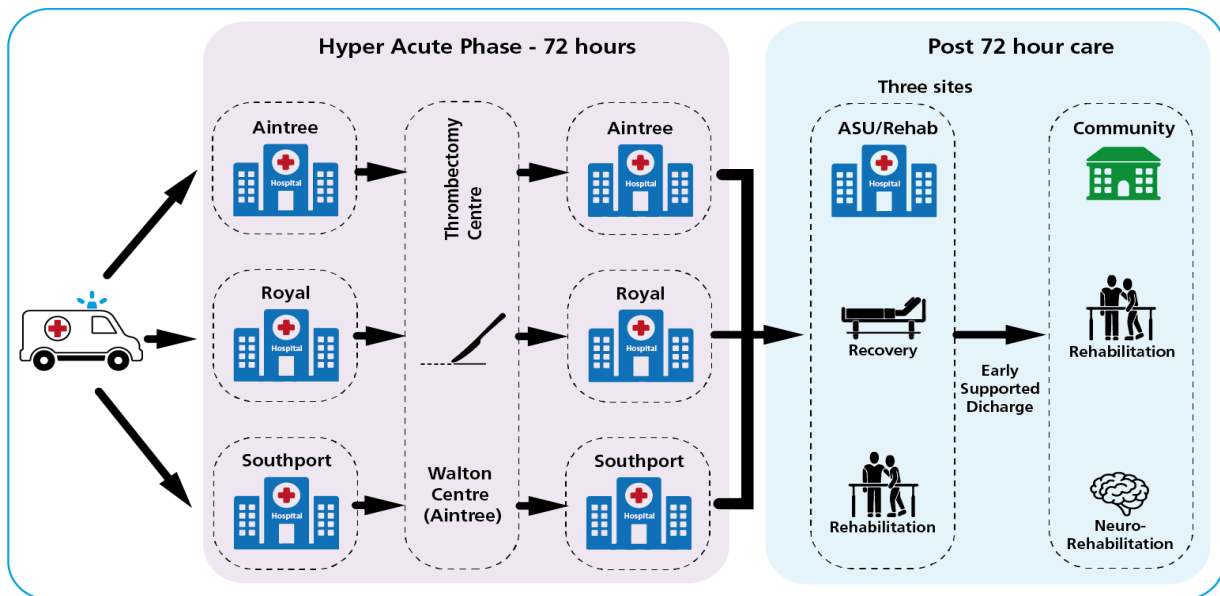 Hyper Acute Phase - 72 hours
Aintree
Hospital
Royal
Hospital
Southport
Hospital
Thrombectomy
Centre
Walton
Centre
(Aintree)
Aintree
Hospital
Royal
Hospital
Southport
Hospital
Post 72 hour care
Three sites
ASU/Rehab
Hospital
Recovery
Rehabilitation
Early
Supported
Dicharge
Community
Rehabilitation
Neuro-
Rehabilitation